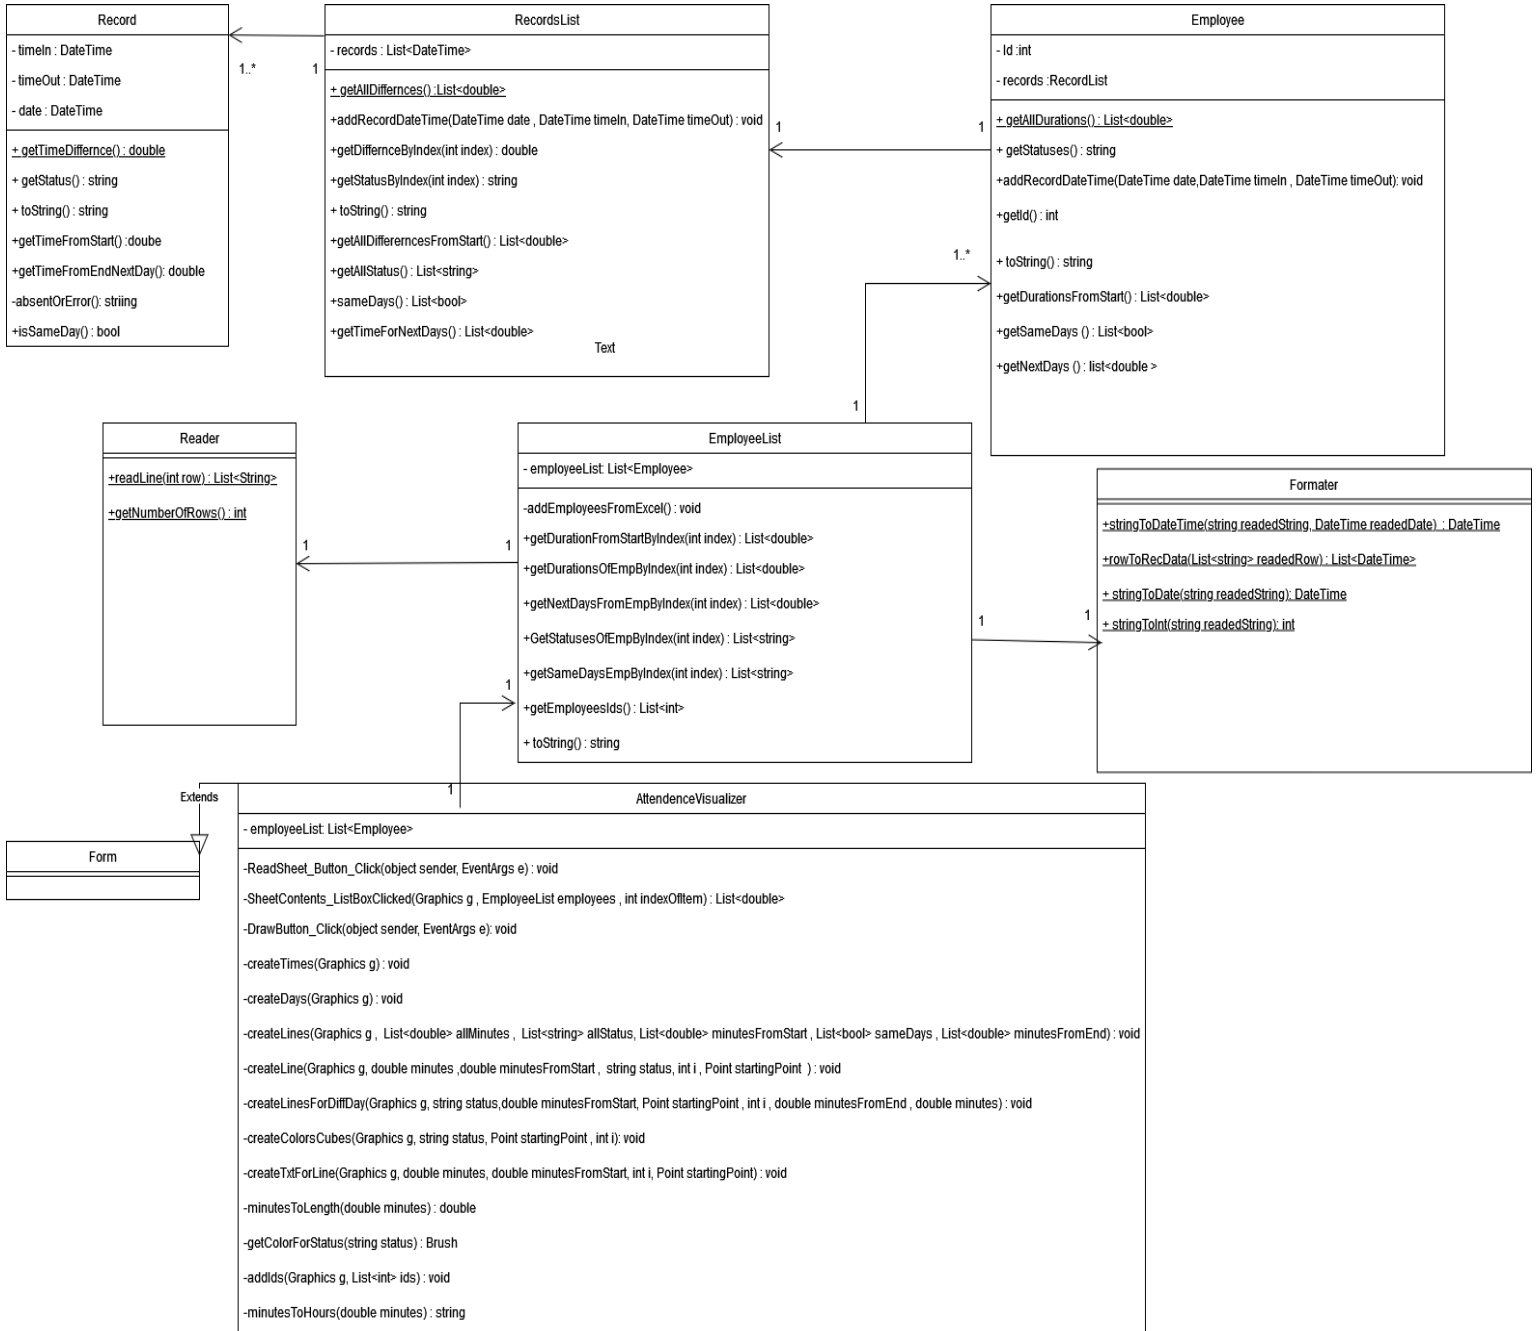 Record
- timeIn : DateTime
- timeOut : DateTime
- date : DateTime
+ getTimeDiffernce() : double
+ getStatus() : string
+ toString() : string
+getTimeFromStart() :doube
+getTimeFromEndNextDay(): double
-absentOrError(): striing
+isSameDay() : bool
1..*
1
RecordsList
- records : List<DateTime>
+ getAllDiffernces() :List<double>
+addRecordDateTime(DateTime date , DateTime timeIn, DateTime timeOut) : void
+getDiffernceByIndex(int index) : double
+getStatusByIndex(int index) : string
+ toString() : string
+getAllDiffererncesFromStart() : List<double>
+getAllStatus() : List<string>
+sameDays() : List<bool>
+getTimeForNextDays() : List<double>
Text
1
1
Employee
- Id :int
- records :RecordList
+ getAllDurations() : List<double>
+ getStatuses() : string
+addRecordDateTime(DateTime date,DateTime timeIn , DateTime timeOut): void
+getId() : int
+ toString() : string
+getDurationsFromStart() : List<double>
+getSameDays () : List<bool>
+getNextDays () : list<double >
1..*
1
Reader
+readLine(int row) : List<String>
+getNumberOfRows() : int
1
1
EmployeeList
- employeeList: List<Employee>
-addEmployeesFromExcel() : void
+getDurationFromStartByIndex(int index) : List<double>
+getDurationsOfEmpByIndex(int index) : List<double>
+getNextDaysFromEmpByIndex(int index) : List<double>
+GetStatusesOfEmpByIndex(int index) : List<string>
+getSameDaysEmpByIndex(int index) : List<string>
+getEmployeesIds() : List<int>
+ toString() : string
1
1
Formater
+stringToDateTime(string readedString, DateTime readedDate) : DateTime
+rowToRecData(List<string> readedRow) : List<DateTime>
+ stringToDate(string readedString): DateTime
+ stringToInt(string readedString): int
1
1
Extends
Form
AttendenceVisualizer
- employeeList: List<Employee>
-ReadSheet_Button_Click(object sender, EventArgs e) : void
-SheetContents_ListBoxClicked(Graphics g , EmployeeList employees , int indexOfItem) : List<double>
-DrawButton_Click(object sender, EventArgs e): void
-createTimes(Graphics g) : void
-createDays(Graphics g) : void
-createLines(Graphics g , List<double> allMinutes , List<string> allStatus, List<double> minutesFromStart , List<bool> sameDays , List<double> minutesFromEnd) : void
-createLine(Graphics g, double minutes ,double minutesFromStart , string status, int i , Point startingPoint ) : void
-createLinesForDiffDay(Graphics g, string status,double minutesFromStart, Point startingPoint , int i , double minutesFromEnd , double minutes) : void
-createColorsCubes(Graphics g, string status, Point startingPoint , int i): void
-createTxtForLine(Graphics g, double minutes, double minutesFromStart, int i, Point startingPoint) : void
-minutesToLength(double minutes) : double
-getColorForStatus(string status) : Brush
-addIds(Graphics g, List<int> ids) : void
-minutesToHours(double minutes) : string